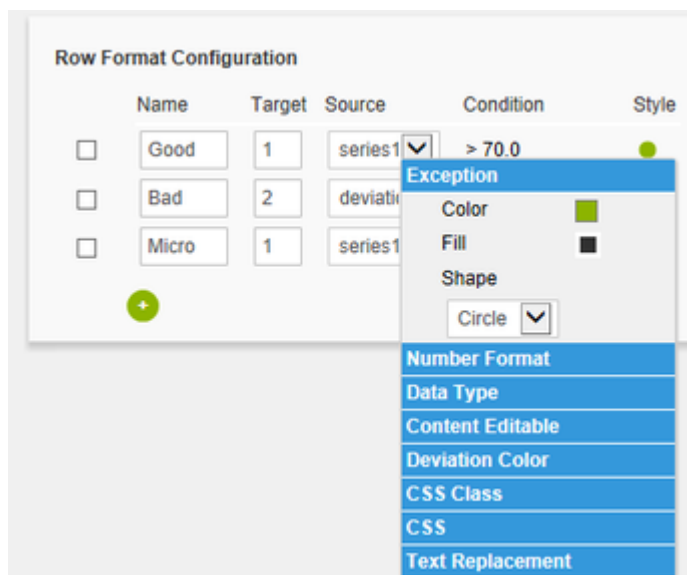 Row Format Configuration
Name Target Source Condition Style
Good 1 series1 > 70.0
Bad 2
Micro 1 series1
Exception
Color
Fill
Shape
Circle
Number Format
Data Type
Content Editable
Deviation Color
CSS Class
CSS
Text Replacement